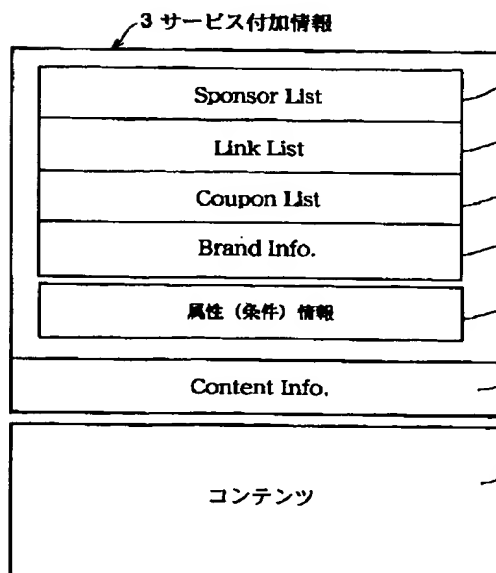 3 サービス付加情報
Sponsor List
Link List
Coupon List
Brand Info.
属性（条件）情報
Content Info.
コンテンツ